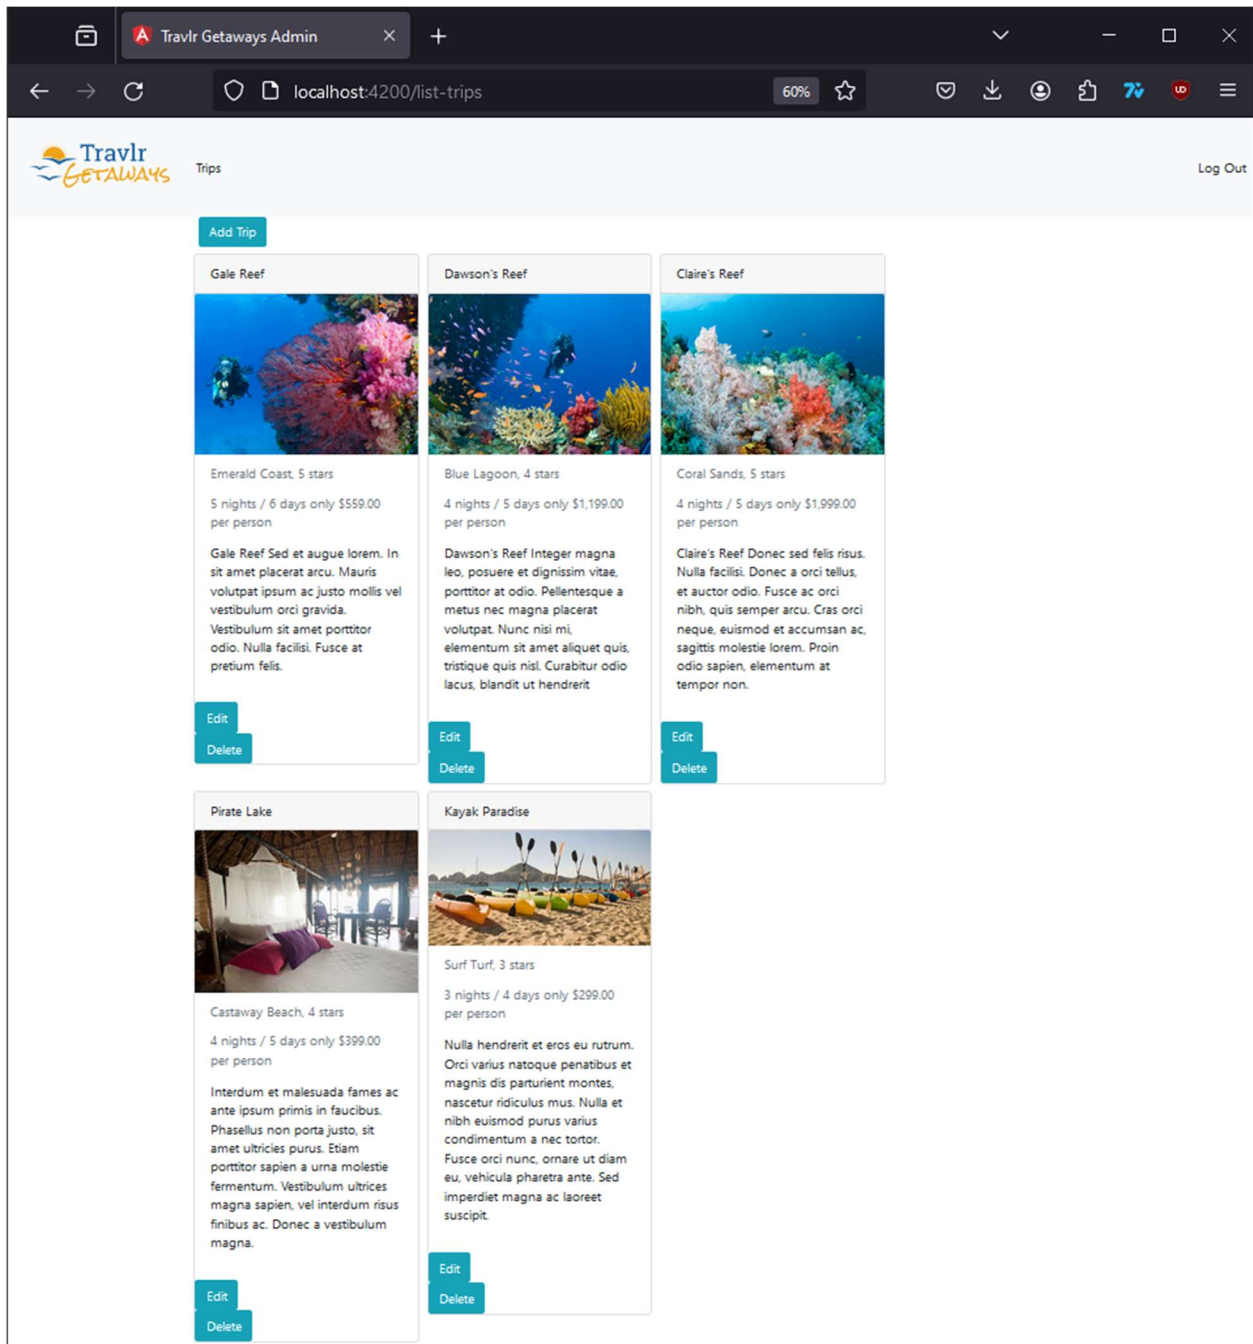 Travlr Getaways Admin
localhost:4200/list-trips
60%
Travlr
GETAWAYS
Trips
Log Out
Add Trip
Gale Reef
Emerald Coast, 5 stars
5 nights / 6 days only $559.00
per person
Gale Reef Sed et augue lorem. In
sit amet placerat arcu. Mauris
volutpat ipsum ac justo mollis vel
vestibulum orci gravida.
Vestibulum sit amet porttitor
odio. Nulla facilisi. Fusce at
pretium felis.
Edit
Delete
Dawson's Reef
Blue Lagoon, 4 stars
4 nights / 5 days only $1,199.00
per person
Dawson's Reef Integer magna
leo, posuere et dignissim vitae,
porttitor at odio. Pellentesque a
metus nec magna placerat
volutpat. Nunc nisi mi,
elementum sit amet aliquet quis,
tristique quis nisl. Curabitur odio
lacus, blandit ut hendrerit
Edit
Delete
Claire's Reef
Coral Sands, 5 stars
4 nights / 5 days only $1,999.00
per person
Claire's Reef Donec sed felis risus.
Nulla facilisi. Donec a orci tellus,
et auctor odio. Fusce ac orci
nibh, quis semper arcu. Cras orci
neque, euismod et accumsan ac,
sagittis molestie lorem. Proin
odio sapien, elementum at
tempor non.
Edit
Delete
Pirate Lake
Castaway Beach, 4 stars
4 nights / 5 days only $399.00
per person
Interdum et malesuada fames ac
ante ipsum primis in faucibus.
Phasellus non porta justo, sit
amet ultricies purus. Etiam
porttitor sapien a urna molestie
fermentum. Vestibulum ultrices
magna sapien, vel interdum risus
finibus ac. Donec a vestibulum
magna.
Edit
Delete
Kayak Paradise
Surf Turf, 3 stars
3 nights / 4 days only $299.00
per person
Nulla hendrerit et eros eu rutrum.
Orci varius natoque penatibus et
magnis dis parturient montes,
nascetur ridiculus mus. Nulla et
nibh euismod purus varius
condimentum a nec tortor.
Fusce orci nunc, ornare ut diam
eu, vehicula pharetra ante. Sed
imperdiet magna ac laoreet
suscipit.
Edit
Delete